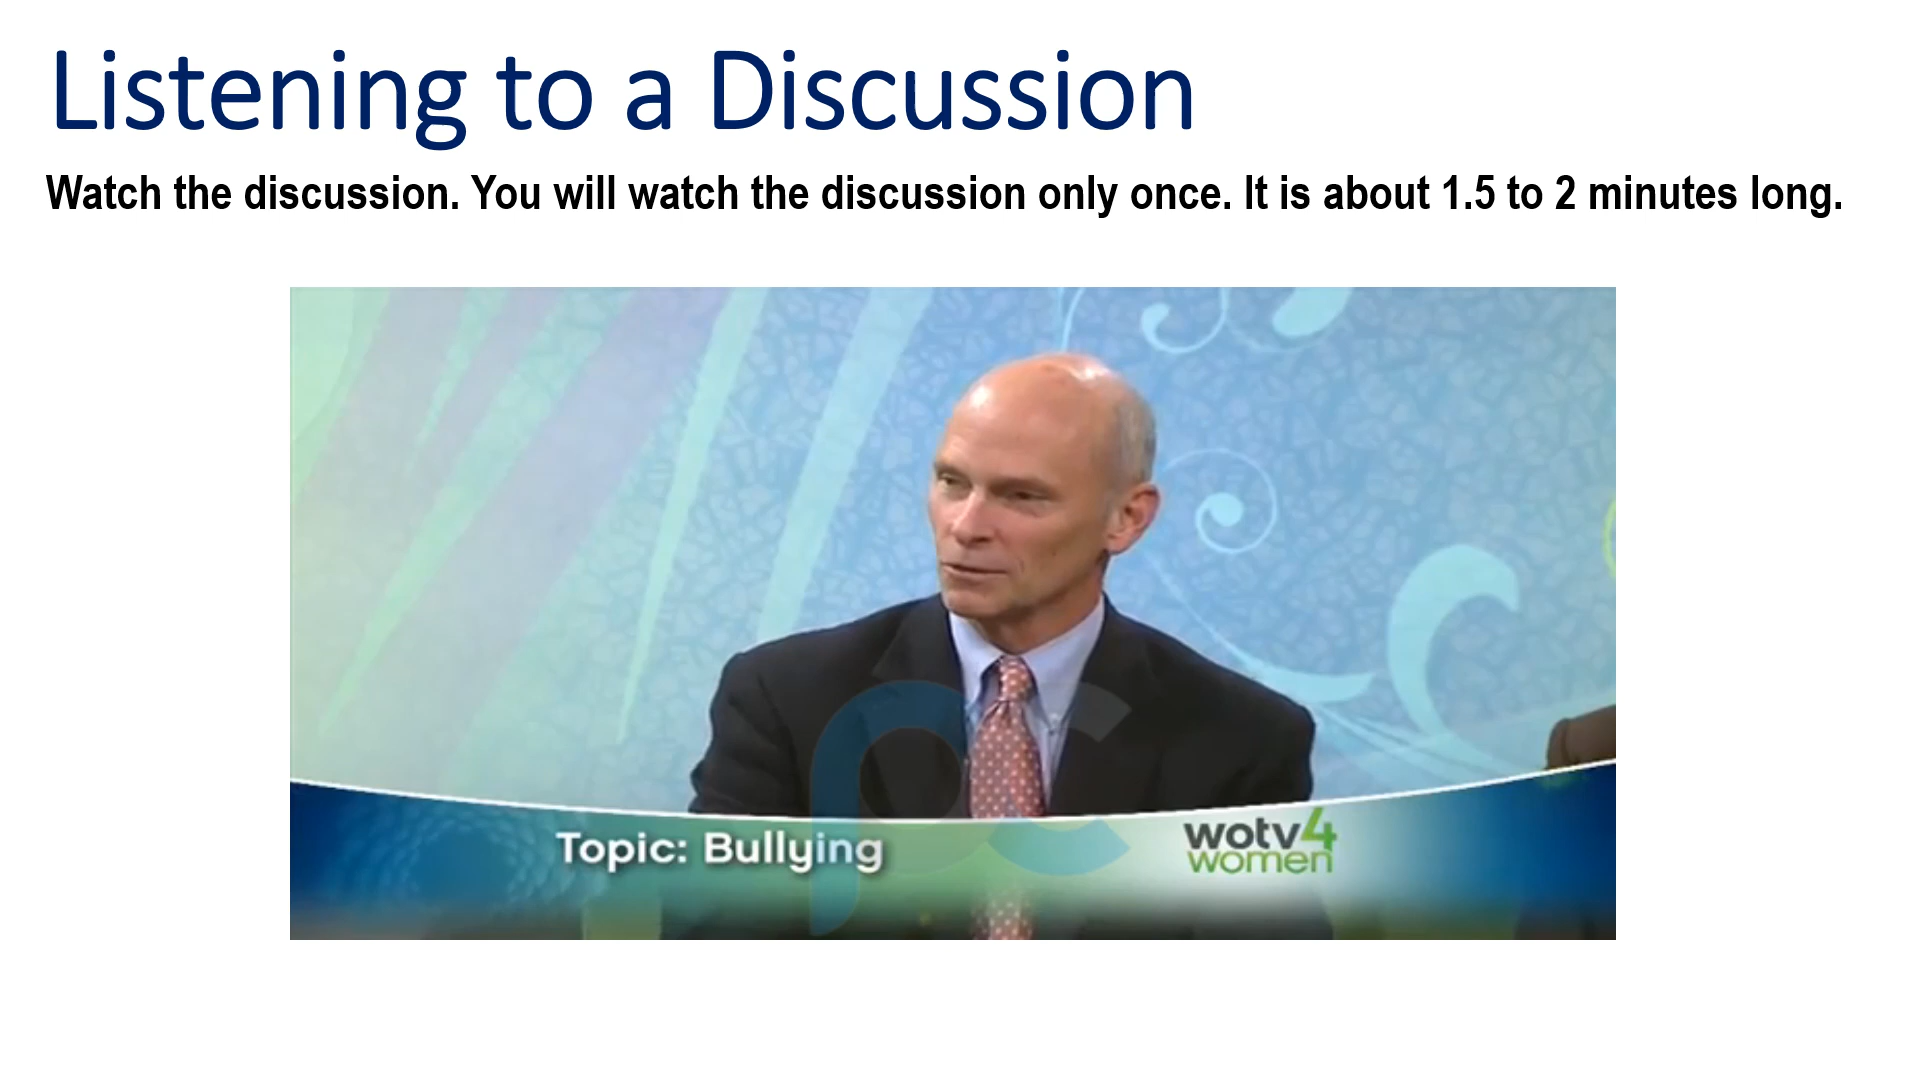 Listening to a Discussion
Watch the discussion. You will watch the discussion only once. It is about 1.5 to 2 minutes long.
Topic: Bullying
wotv4
women
pc